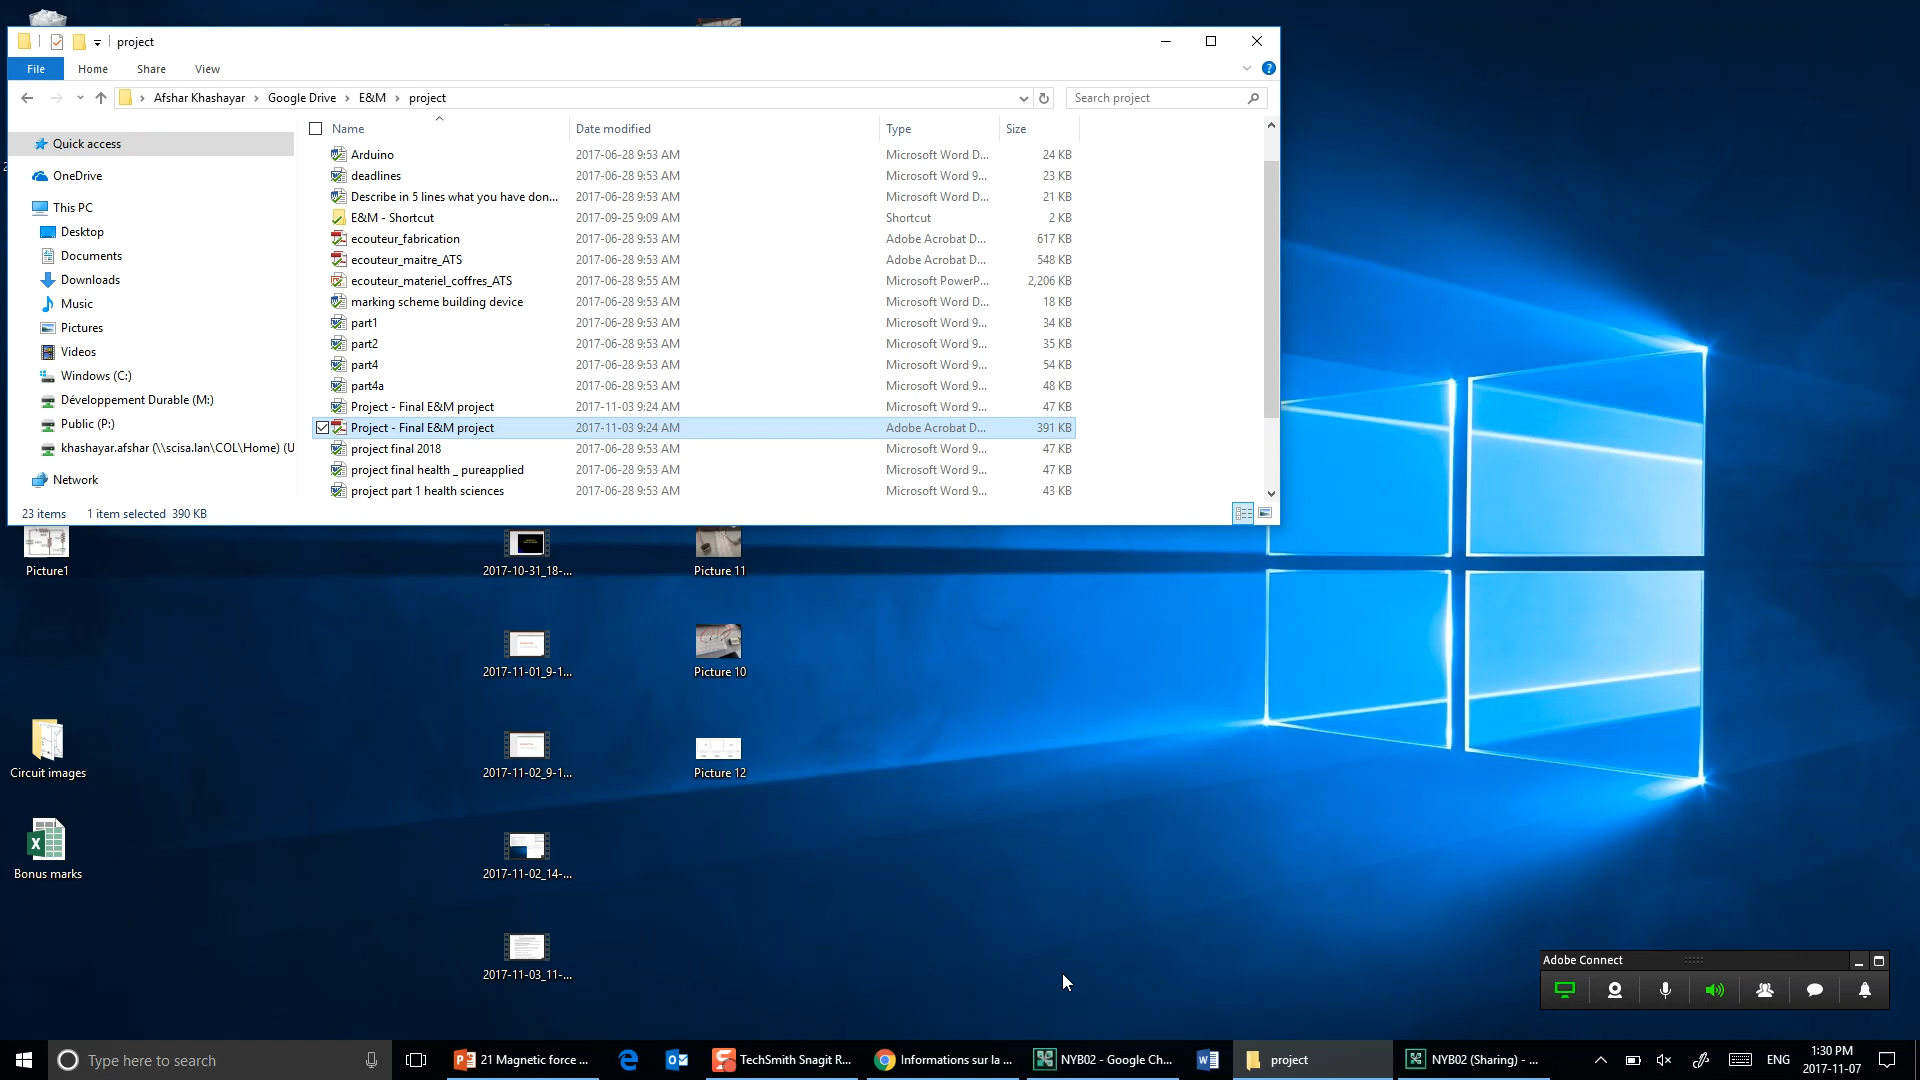 project
File Home Share View
Afshar Khashayar Google Drive E&M project
Search project
Name Date modified Type Size
Quick access
OneDrive
This PC
Desktop
Documents
Downloads
Music
Pictures
Videos
Windows (C:)
Développement Durable (M:)
Public (P:)
khashayar.afshar (\\scisa.lan\COL\Home) (U
Network
Arduino 2017-06-28 9:53 AM Microsoft Word D... 24 KB
deadlines 2017-06-28 9:53 AM Microsoft Word 9... 23 KB
Describe in 5 lines what you have don... 2017-06-28 9:53 AM Microsoft Word D... 21 KB
E&M - Shortcut 2017-09-25 9:09 AM Shortcut 2 KB
ecouteur_fabrication 2017-06-28 9:53 AM Adobe Acrobat D... 617 KB
ecouteur_maitre_ATS 2017-06-28 9:53 AM Adobe Acrobat D... 548 KB
ecouteur_materiel_coffres_ATS 2017-06-28 9:55 AM Microsoft PowerP... 2,206 KB
marking scheme building device 2017-06-28 9:53 AM Microsoft Word D... 18 KB
part1 2017-06-28 9:53 AM Microsoft Word 9... 34 KB
part2 2017-06-28 9:53 AM Microsoft Word 9... 35 KB
part4 2017-06-28 9:53 AM Microsoft Word 9... 54 KB
part4a 2017-06-28 9:53 AM Microsoft Word 9... 48 KB
Project - Final E&M project 2017-11-03 9:24 AM Microsoft Word 9... 47 KB
Project - Final E&M project 2017-11-03 9:24 AM Adobe Acrobat D... 391 KB
project final 2018 2017-06-28 9:53 AM Microsoft Word 9... 47 KB
project final health _ pureapplied 2017-06-28 9:53 AM Microsoft Word 9... 47 KB
project part 1 health sciences 2017-06-28 9:53 AM Microsoft Word 9... 43 KB
23 items 1 item selected 390 KB
Picture1 2017-10-31_18-... Picture 11
2017-11-01_9-1... Picture 10
Circuit images 2017-11-02_9-1... Picture 12
Bonus marks 2017-11-02_14-...
2017-11-03_11-...
Adobe Connect
Type here to search
21 Magnetic force ...
TechSmith Snagit R...
Informations sur la ...
NYB02 - Google Ch...
project
NYB02 (Sharing) - ...
ENG
1:30 PM
2017-11-07